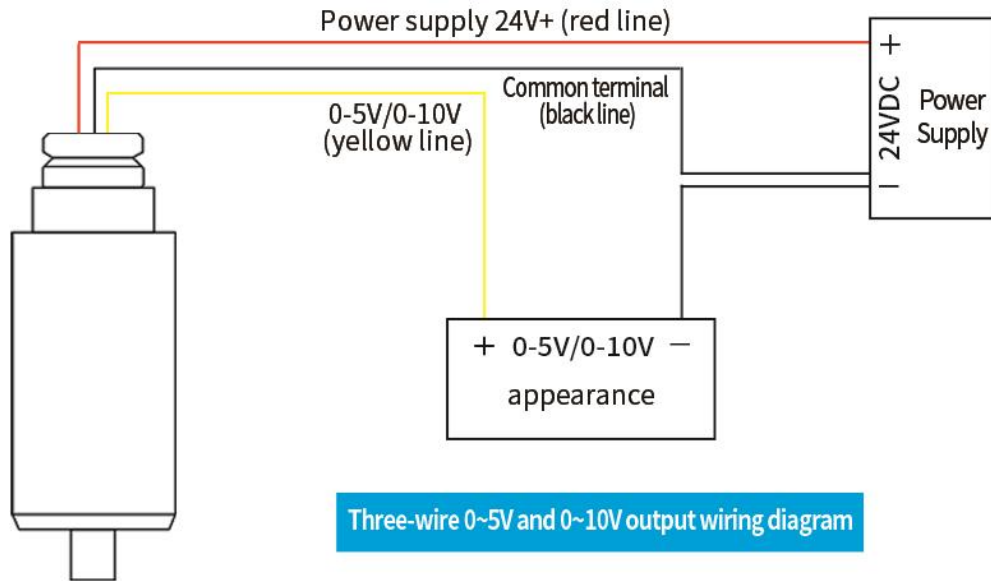 Power supply 24V+ (red line)
+
Common terminal
(black line)
0-5V/0-10V
(yellow line)
24VDC
Power
Supply
−
+ 0-5V/0-10V −
appearance
Three-wire 0~5V and 0~10V output wiring diagram